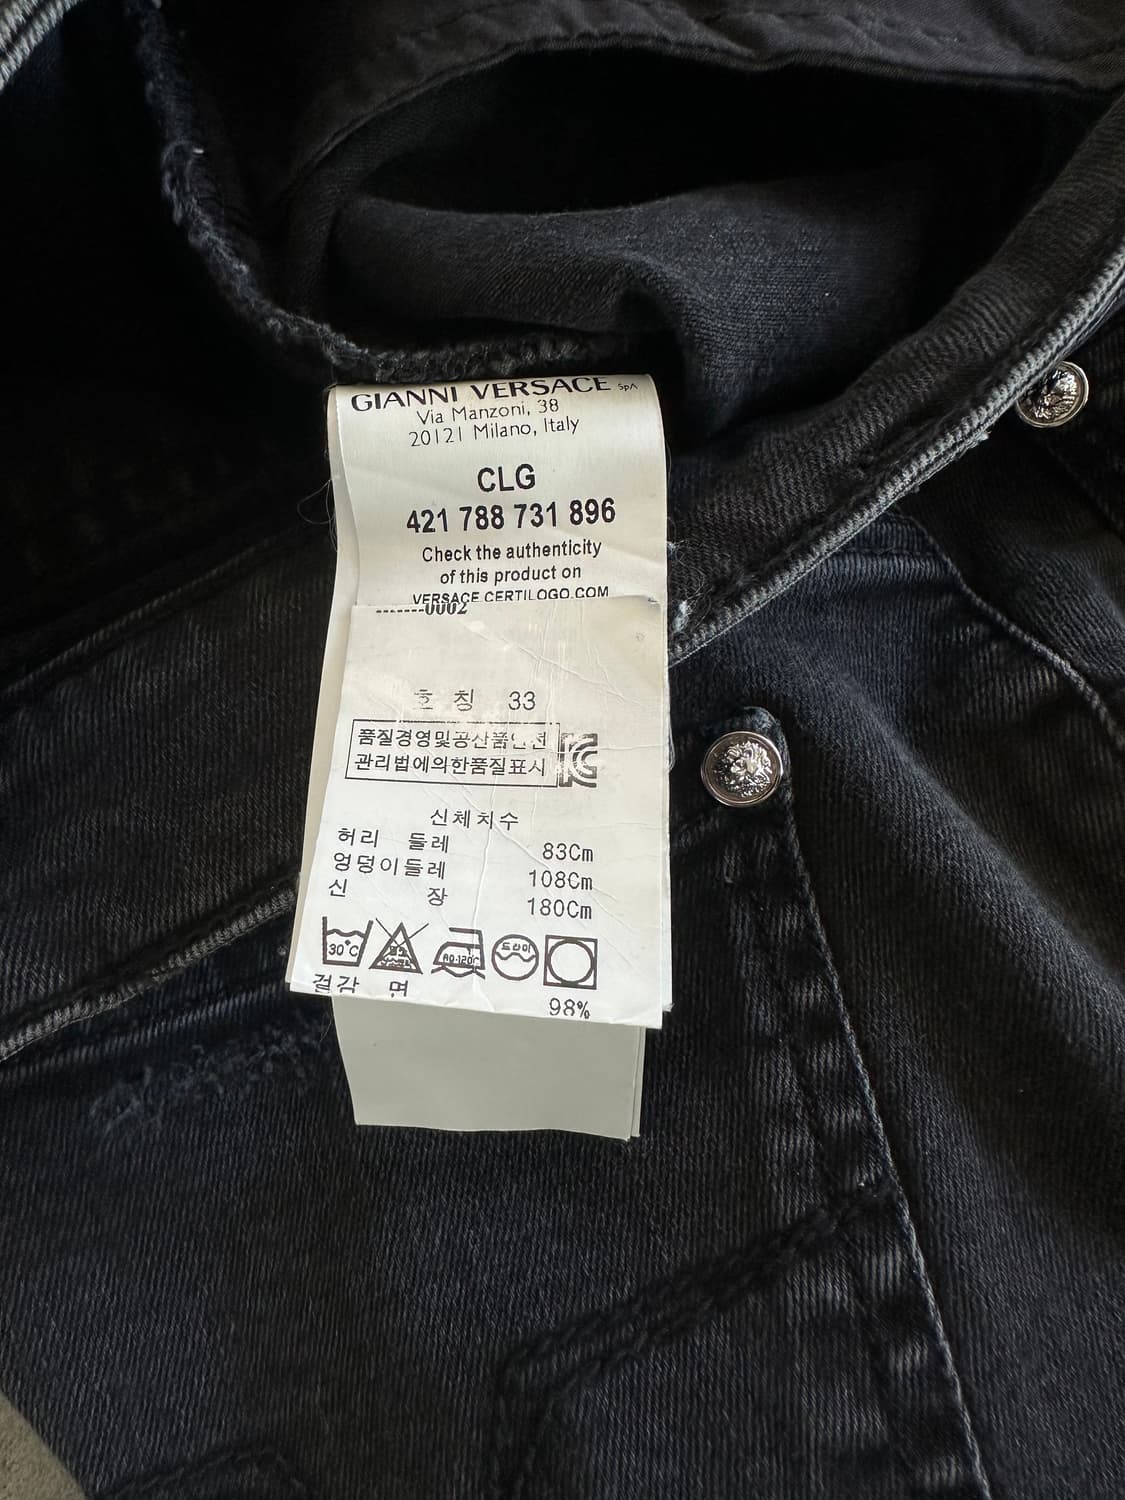 GIANNI VERSACE SpA
Via Manzoni, 38
20121 Milano, Italy
CLG
421 788 731 896
Check the authenticity
of this product on
VERSACE.CERTILOGO.COM
-------0002
호 칭 33
품질경영및공산품안전
관리법에의한품질표시
신체치수
허리 둘레 83Cm
엉덩이둘레 108Cm
신 장 180Cm
30°C
드라이
겉감 면 98%